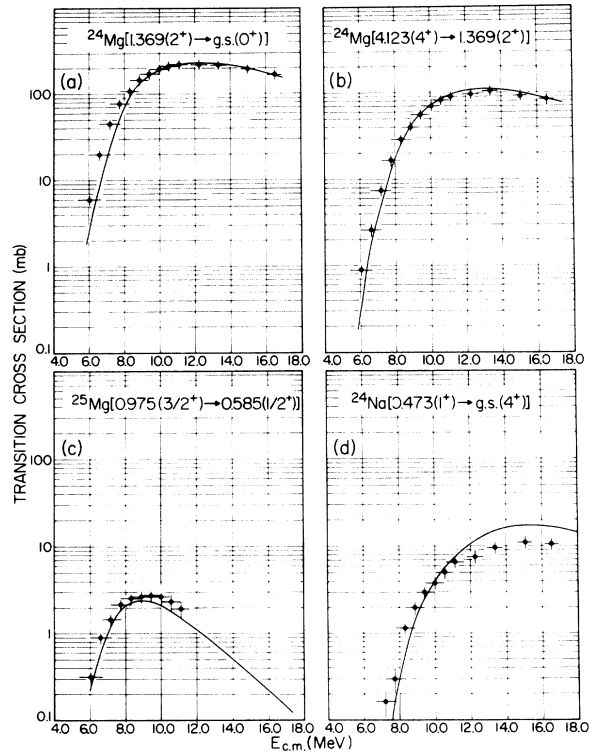 ²⁴Mg[1.369(2⁺)→g.s.(0⁺)]
(a)
²⁴Mg[4.123(4⁺)→1.369(2⁺)]
(b)
100
10
1
0.1
4.0 6.0 8.0 10.0 12.0 14.0 16.0
4.0 6.0 8.0 10.0 12.0 14.0 16.0 18.0
TRANSITION CROSS SECTION (mb)
²⁵Mg[0.975(3/2⁺)→0.585(1/2⁺)]
(c)
²⁴Na[0.473(1⁺)→g.s.(4⁺)]
(d)
100
10
1
0.1
4.0 6.0 8.0 10.0 12.0 14.0 16.0
4.0 6.0 8.0 10.0 12.0 14.0 16.0 18.0
E_c.m.(MeV)